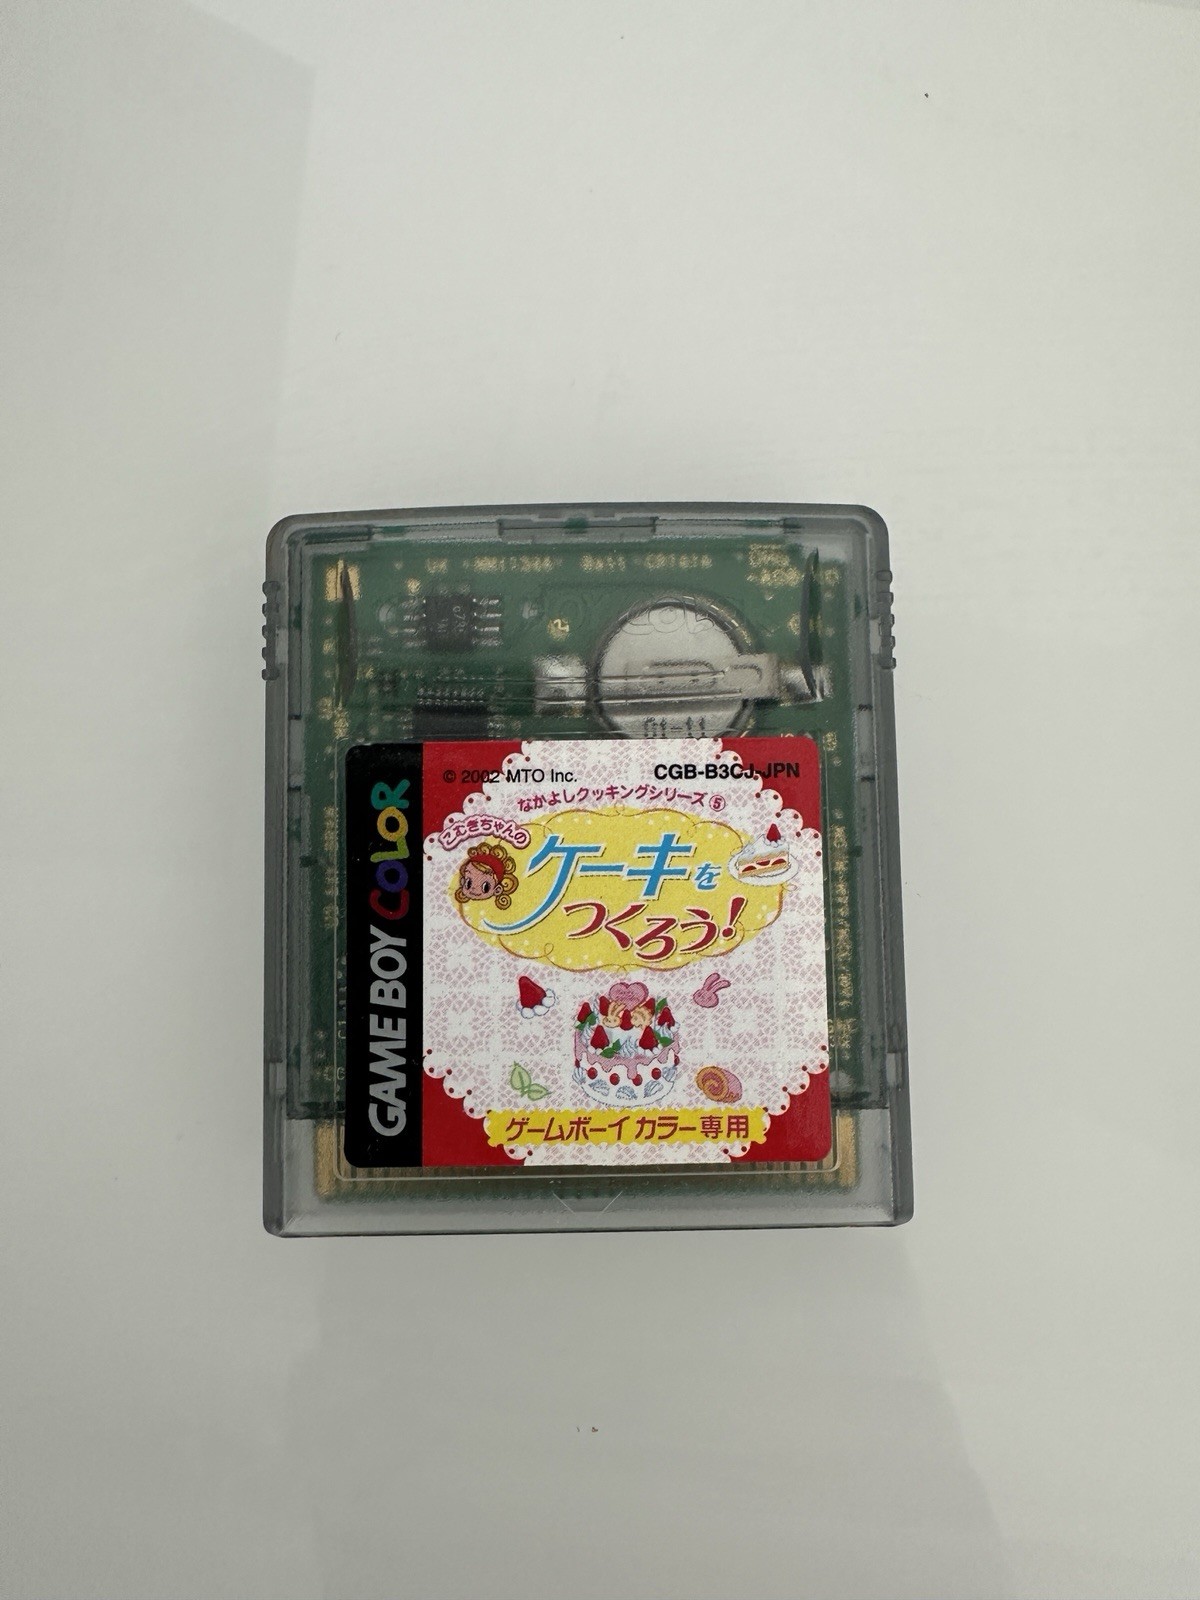 © 2002 MTO Inc.
CGB-B3CJ-JPN
なかよしクッキングシリーズ⑤
こむぎちゃんの
ケーキを
つくろう!
ゲームボーイ カラー専用
GAME BOY COLOR